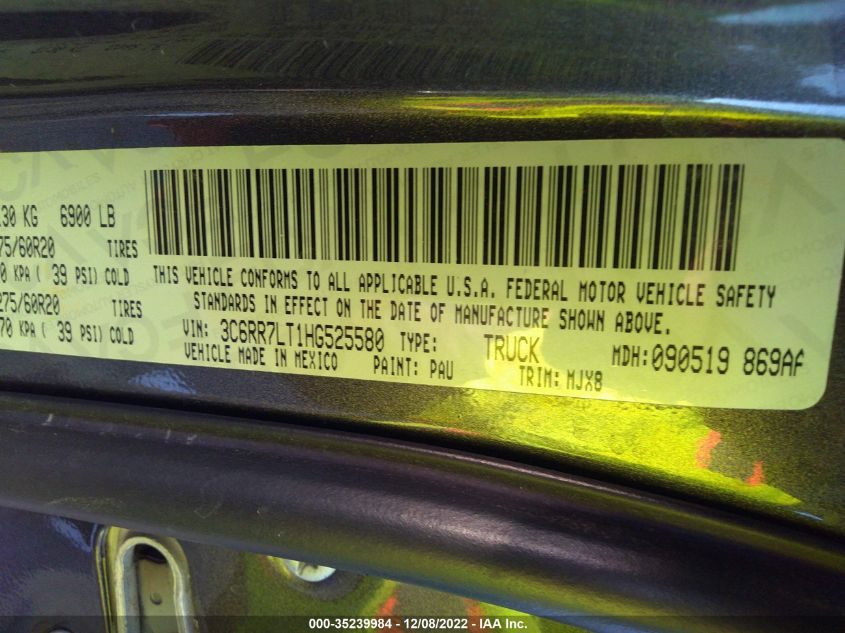 130 KG 6900 LB
75/60R20 TIRES
0 KPA ( 39 PSI) COLD
275/60R20 TIRES
70 KPA ( 39 PSI) COLD
THIS VEHICLE CONFORMS TO ALL APPLICABLE U.S.A. FEDERAL MOTOR VEHICLE SAFETY
STANDARDS IN EFFECT ON THE DATE OF MANUFACTURE SHOWN ABOVE.
VIN: 3C6RR7LT1HG525580 TYPE: TRUCK MDH: 090519 869AF
VEHICLE MADE IN MEXICO PAINT: PAU TRIM: MJX8
000-35239984 - 12/08/2022 - IAA Inc.